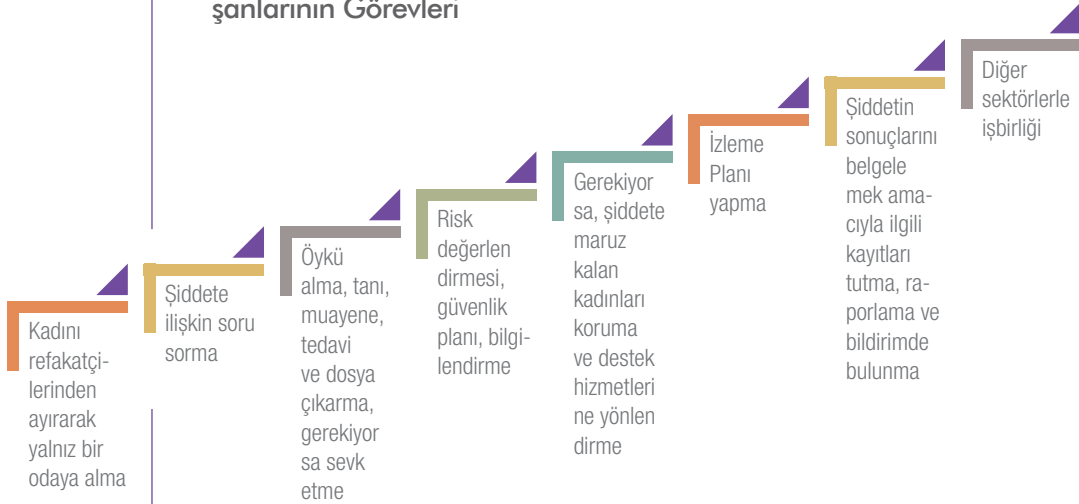 şanlarının Görevleri
Kadını
refakatçi-
lerinden
ayırarak
yalnız bir
odaya alma
Şiddete
ilişkin soru
sorma
Öykü
alma, tanı,
muayene,
tedavi
ve dosya
çıkarma,
gerekiyor
sa sevk
etme
Risk
değerlen
dirmesi,
güvenlik
planı, bilgi-
lendirme
Gerekiyor
sa, şiddete
maruz
kalan
kadınları
koruma
ve destek
hizmetleri
ne yönlen
dirme
İzleme
Planı
yapma
Şiddetin
sonuçlarını
belgele
mek ama-
cıyla ilgili
kayıtları
tutma, ra-
porlama ve
bildirimde
bulunma
Diğer
sektörlerle
işbirliği